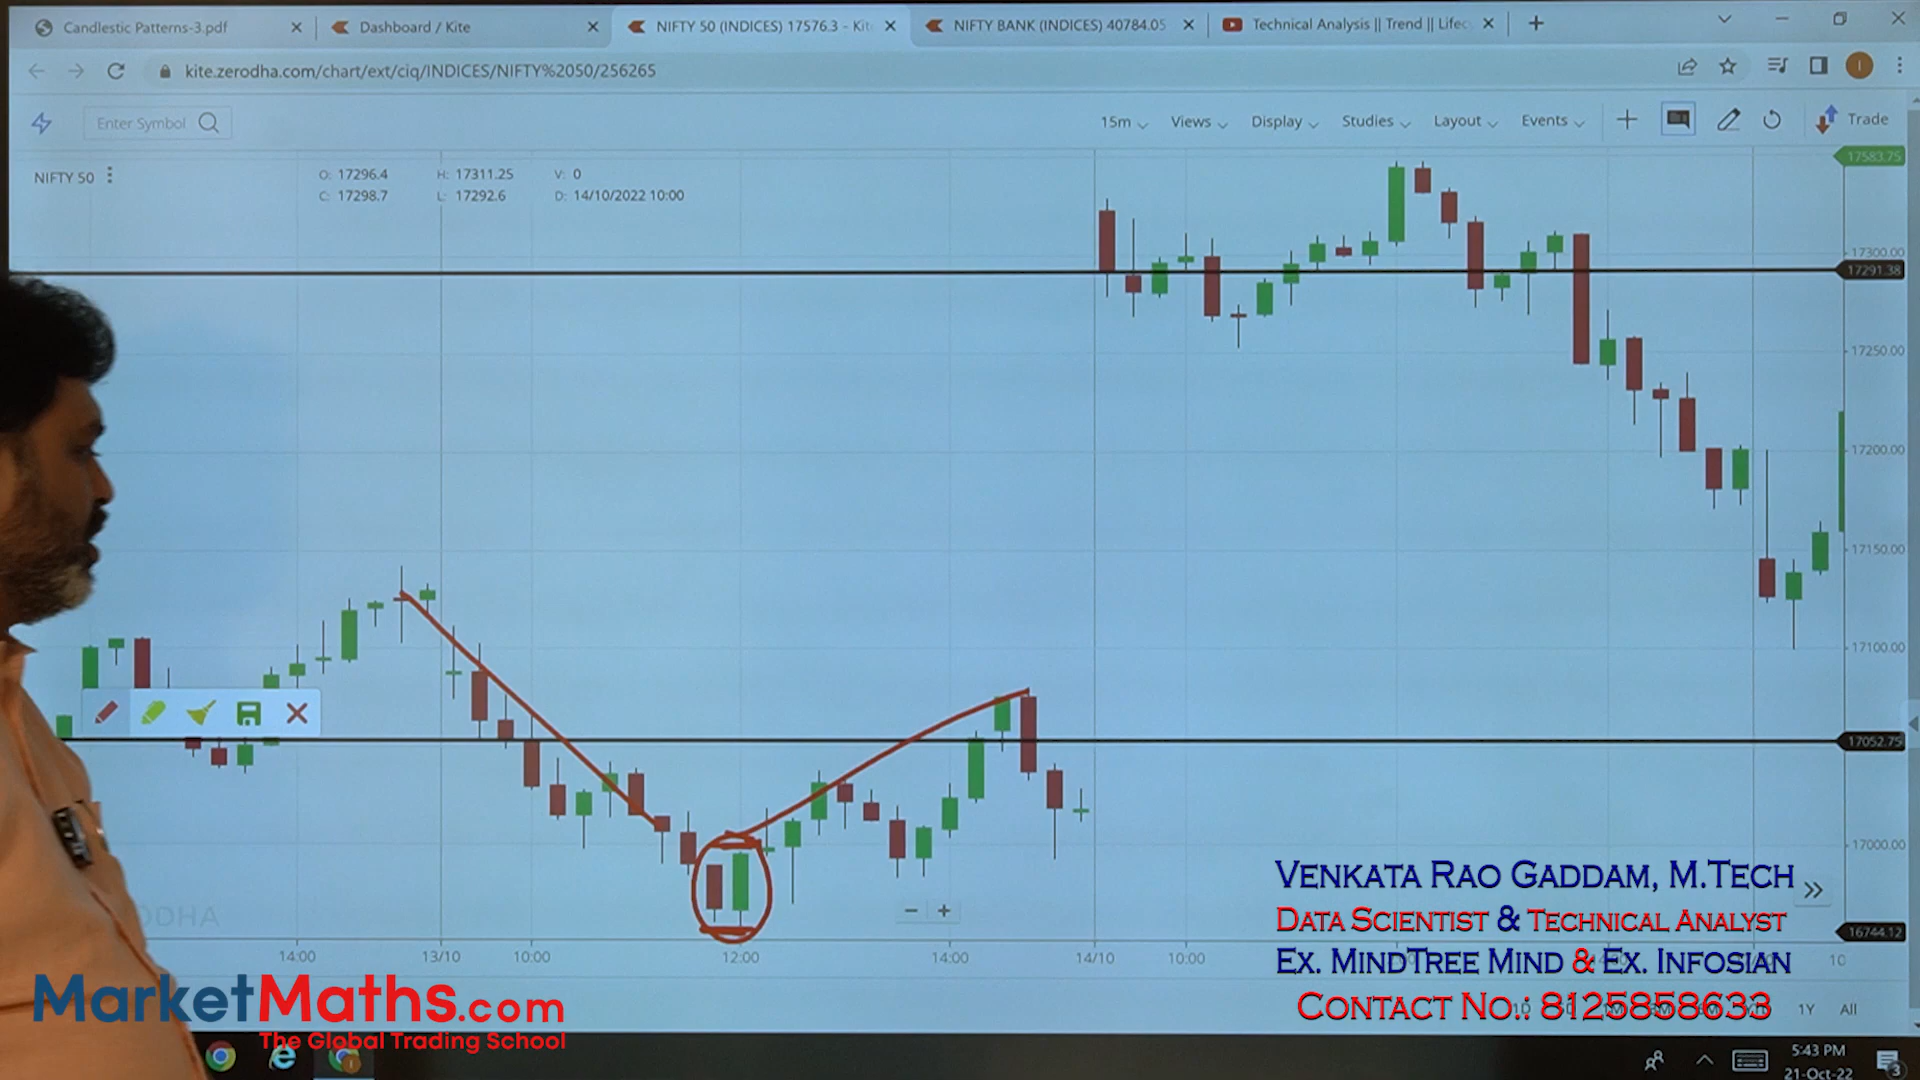 Candlestic Patterns-3.pdf
Dashboard / Kite
NIFTY 50 (INDICES) 17576.3 - Kit
NIFTY BANK (INDICES) 40784.05
Technical Analysis || Trend || Lifec
kite.zerodha.com/chart/ext/ciq/INDICES/NIFTY%2050/256265
Enter Symbol
15m
Views
Display
Studies
Layout
Events
Trade
NIFTY 50
O: 17296.4 H: 17311.25 V: 0
C: 17298.7 L: 17292.6 D: 14/10/2022 10:00
17583.75
17300.00
17291.38
17250.00
17200.00
17150.00
17100.00
17052.75
17000.00
16744.12
14:00 13/10 10:00 12:00 14:00 14/10 10:00
10
1Y All
Venkata Rao Gaddam, M.Tech
Data Scientist & Technical Analyst
Ex. MindTree Mind & Ex. Infosian
Contact No.: 8125858633
MarketMaths.com
The Global Trading School
5:43 PM
21-Oct-22
3